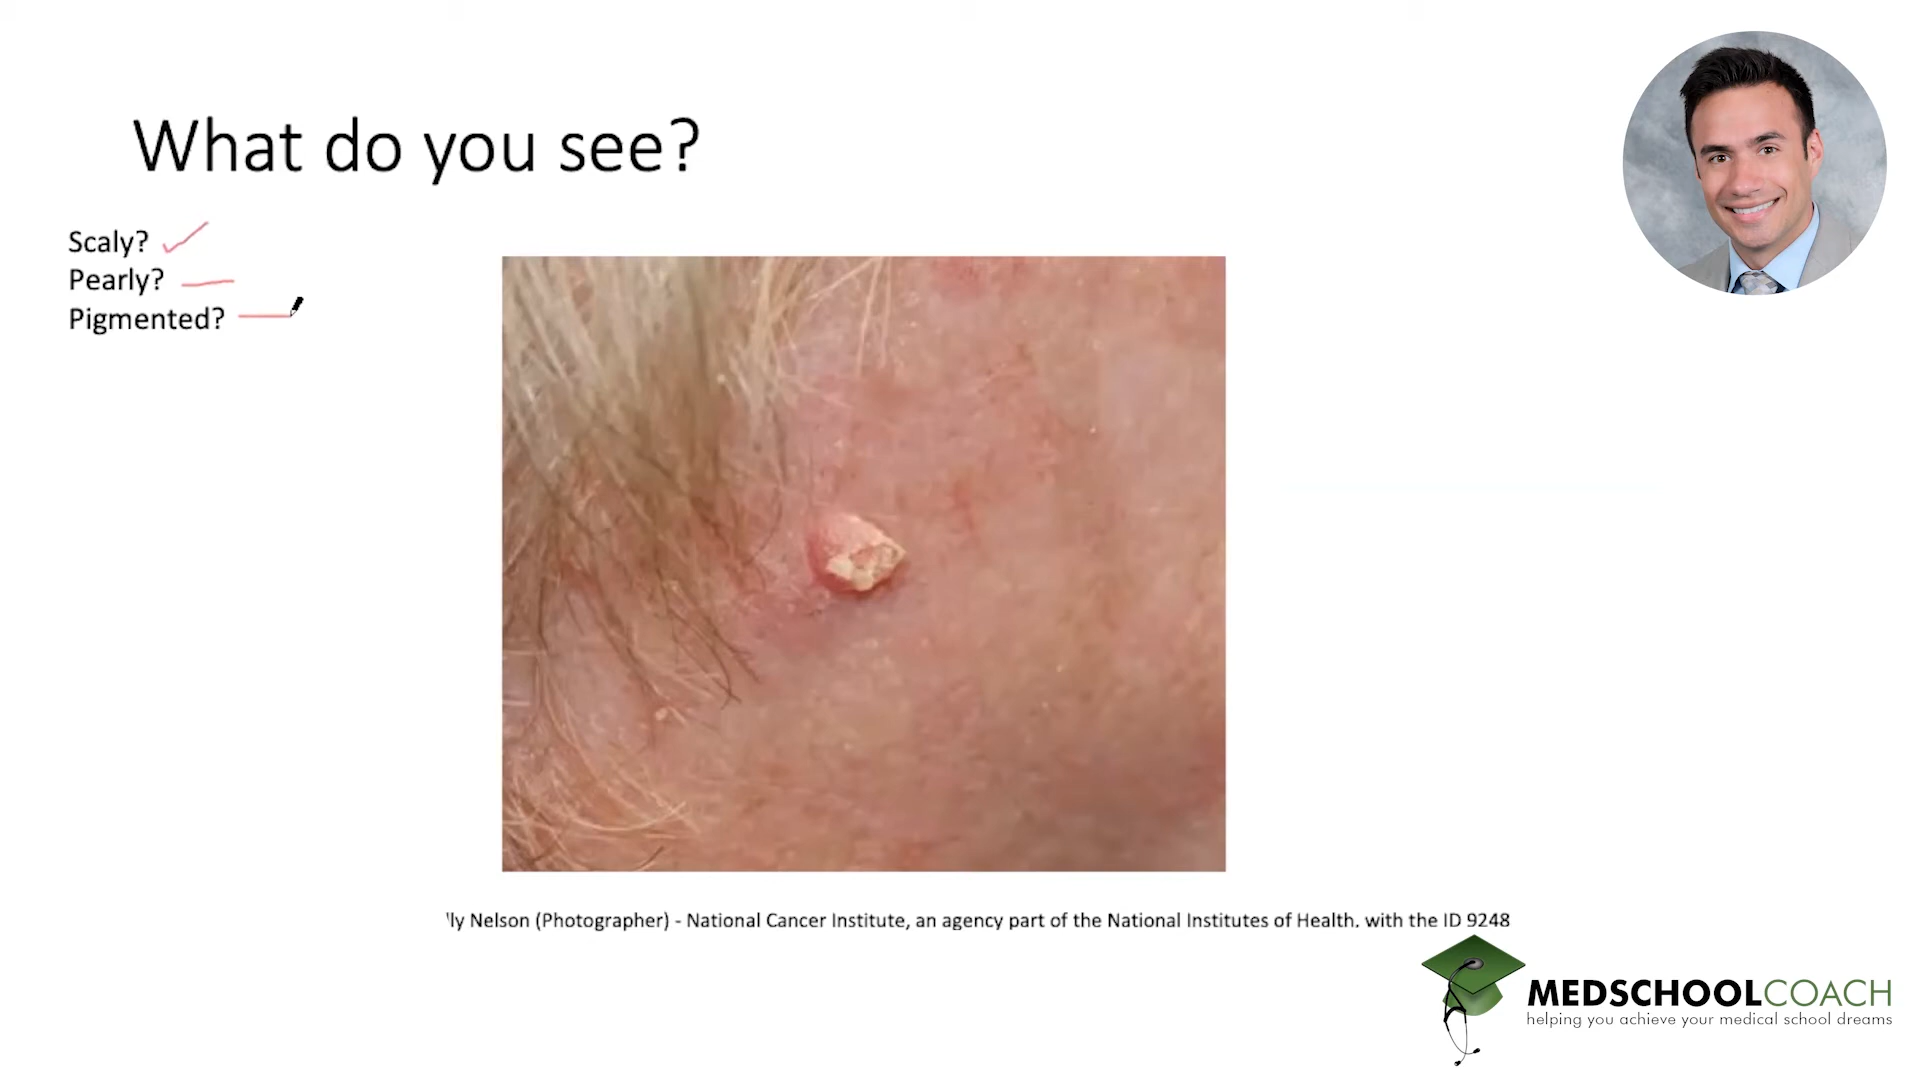 What do you see?
Scaly?
Pearly?
Pigmented?
'ly Nelson (Photographer) - National Cancer Institute, an agency part of the National Institutes of Health. with the ID 9248
MEDSCHOOLCOACH
helping you achieve your medical school dreams